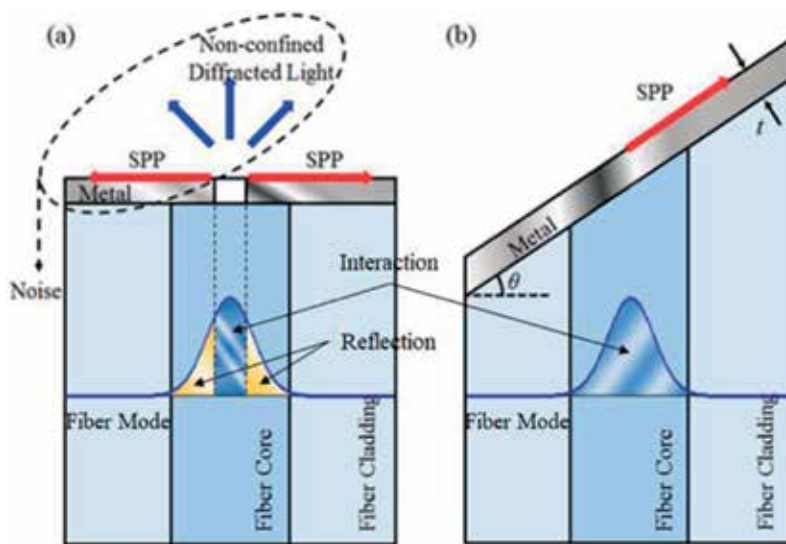 (a)
Non-confined
Diffracted Light
SPP
SPP
Metal
Noise
Interaction
Reflection
Fiber Mode
Fiber Core
Fiber Cladding
(b)
SPP
t
Metal
θ
Fiber Mode
Fiber Core
Fiber Cladding